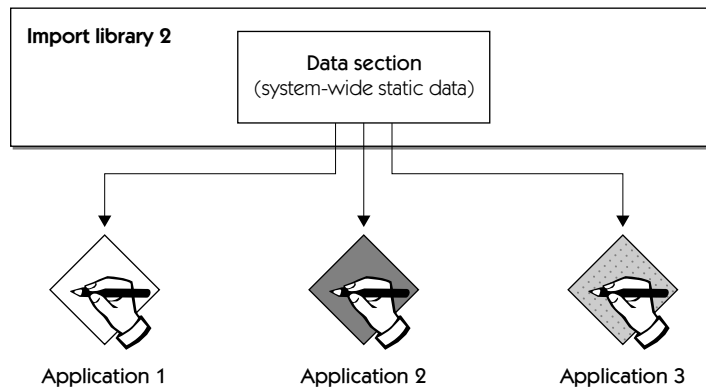 Import library 2
Data section
(system-wide static data)
Application 1
Application 2
Application 3